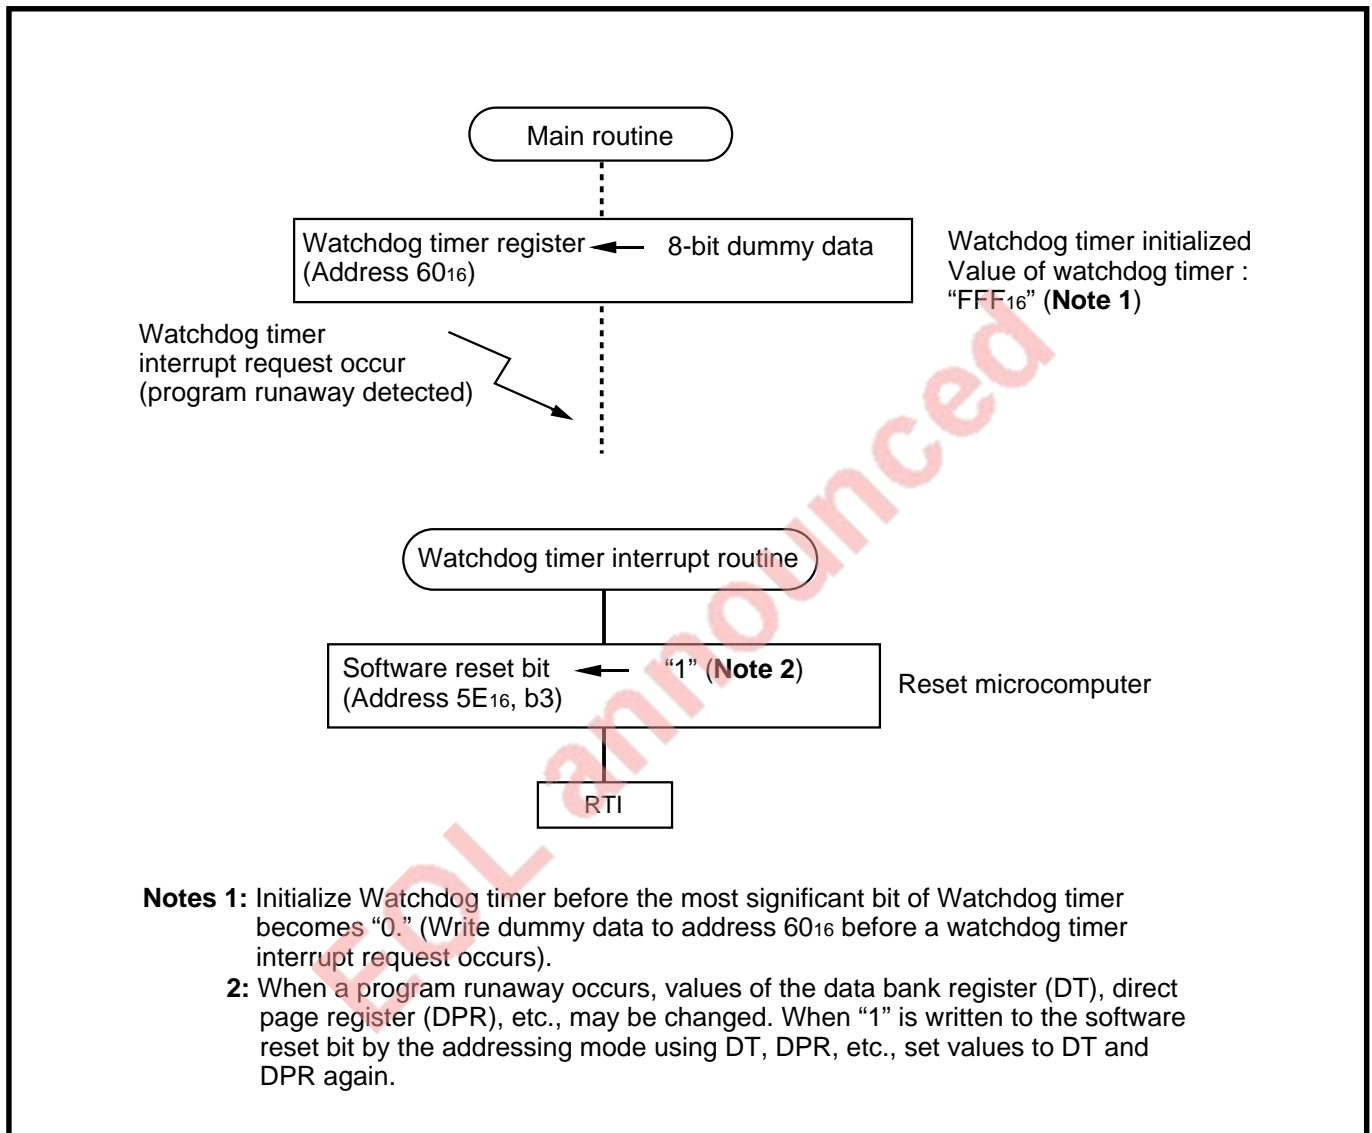 Main routine
Watchdog timer register ← 8-bit dummy data
(Address 6016)
Watchdog timer initialized
Value of watchdog timer :
“FFF16” (Note 1)
Watchdog timer
interrupt request occur
(program runaway detected)
Watchdog timer interrupt routine
Software reset bit ← “1” (Note 2)
(Address 5E16, b3)
Reset microcomputer
RTI
Notes 1: Initialize Watchdog timer before the most significant bit of Watchdog timer
becomes “0.” (Write dummy data to address 6016 before a watchdog timer
interrupt request occurs).
2: When a program runaway occurs, values of the data bank register (DT), direct
page register (DPR), etc., may be changed. When “1” is written to the software
reset bit by the addressing mode using DT, DPR, etc., set values to DT and
DPR again.
EOL announced